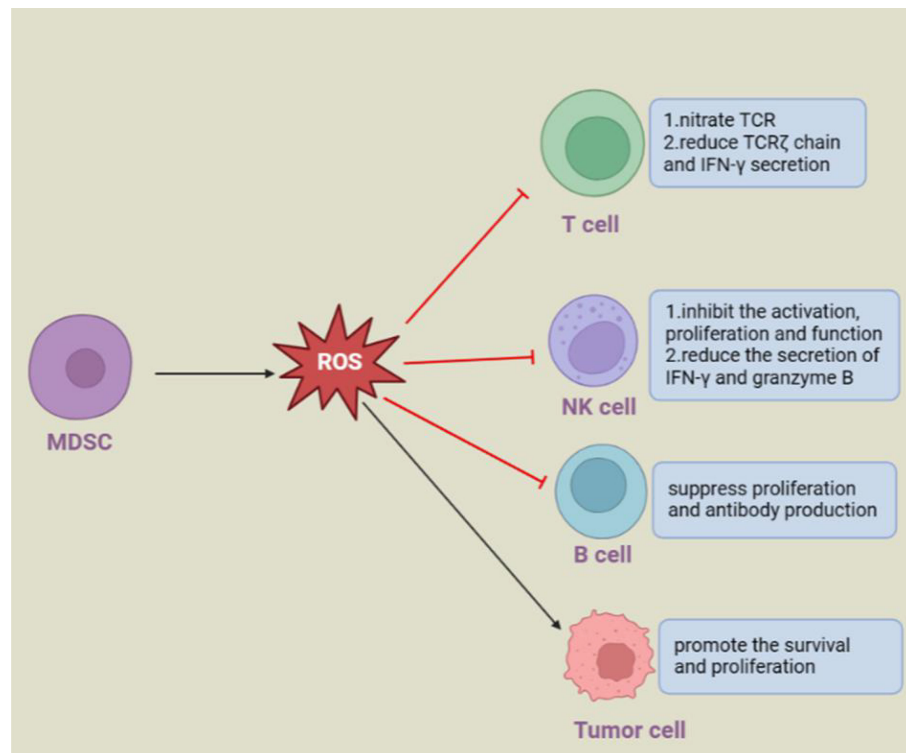 1.nitrate TCR
2.reduce TCRζ chain
and IFN-γ secretion
T cell
ROS
MDSC
1.inhibit the activation,
proliferation and function
2.reduce the secretion of
IFN-γ and granzyme B
NK cell
suppress proliferation
and antibody production
B cell
promote the survival
and proliferation
Tumor cell